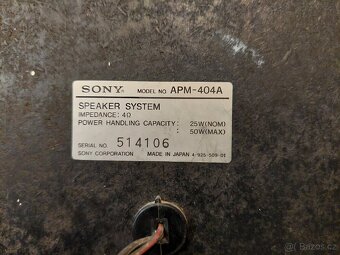 SONY® MODEL NO. APM-404A
SPEAKER SYSTEM
IMPEDANCE: 4Ω
POWER HANDLING CAPACITY: 25W(NOM)
: 50W(MAX)
SERIAL NO. 514106
SONY CORPORATION MADE IN JAPAN 4-925-509-01
Bazoš.cz